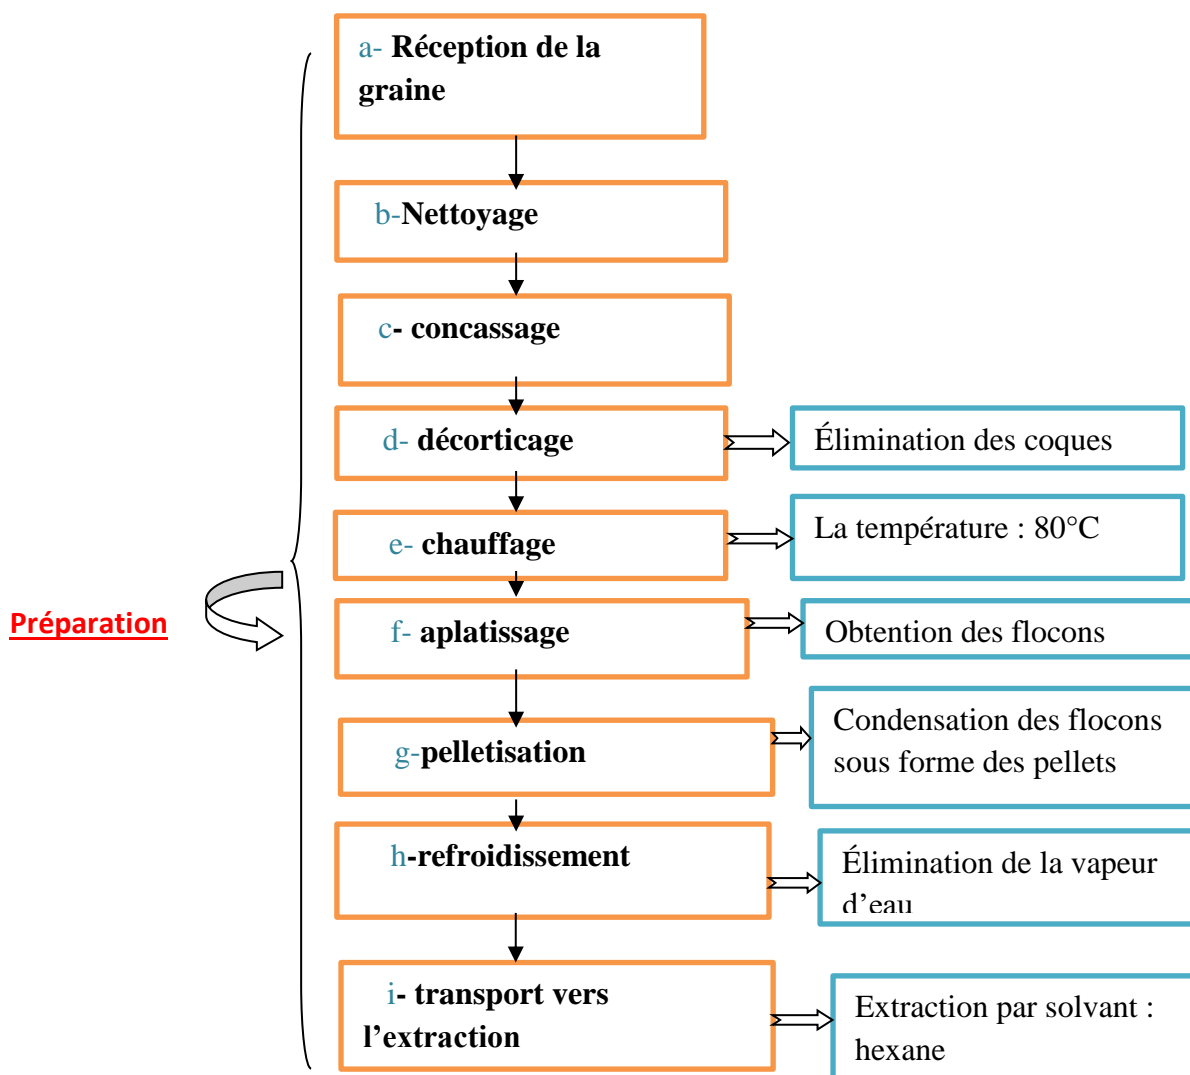 a- Réception de la
graine
b-Nettoyage
c- concassage
d- décorticage
Élimination des coques
e- chauffage
La température : 80°C
Préparation
f- aplatissage
Obtention des flocons
g-pelletisation
Condensation des flocons
sous forme des pellets
h-refroidissement
Élimination de la vapeur
d’eau
i- transport vers
l’extraction
Extraction par solvant :
hexane